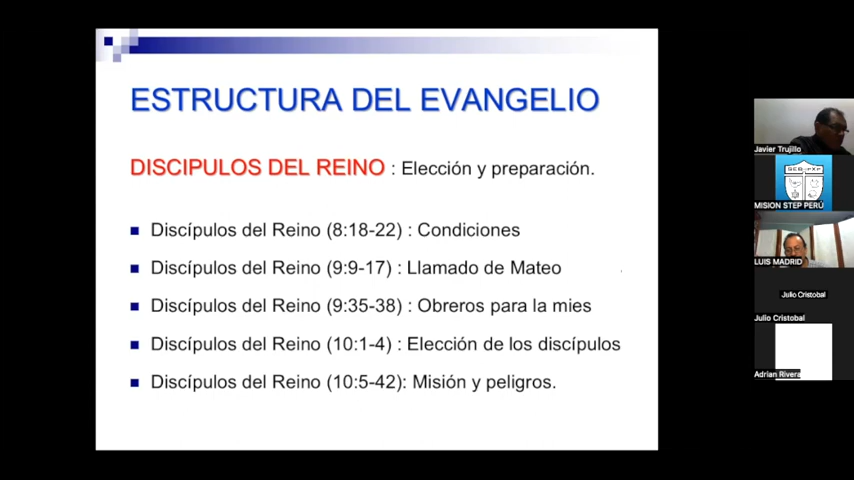 ESTRUCTURA DEL EVANGELIO
DISCIPULOS DEL REINO : Elección y preparación.
Discípulos del Reino (8:18-22) : Condiciones
Discípulos del Reino (9:9-17) : Llamado de Mateo
Discípulos del Reino (9:35-38) : Obreros para la mies
Discípulos del Reino (10:1-4) : Elección de los discípulos
Discípulos del Reino (10:5-42): Misión y peligros.
Javier Trujillo
MISION STEP PERÚ
LUIS MADRID
Julio Cristobal
Julio Cristobal
Adrian Rivera